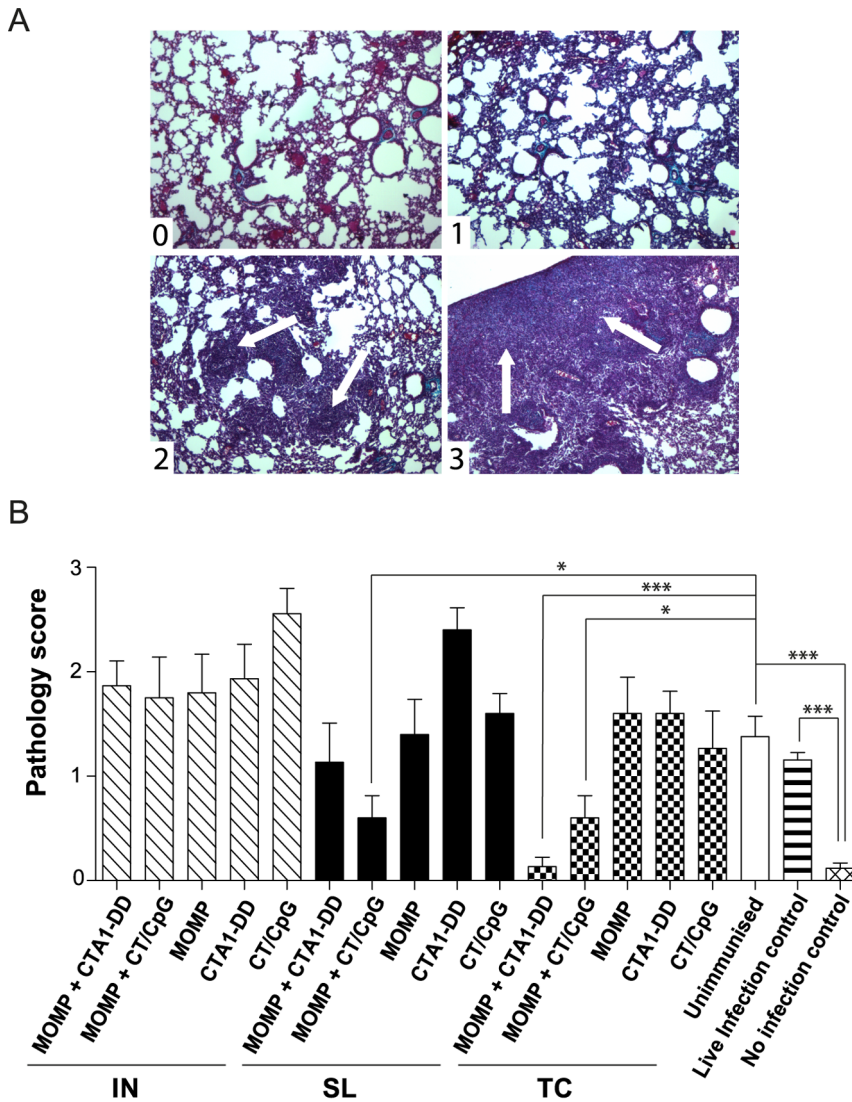 A
0
1
2
3
B
Pathology score
3
2
1
0
*
***
*
***
***
MOMP + CTA1-DD
MOMP + CT/CpG
MOMP
CTA1-DD
CT/CpG
MOMP + CTA1-DD
MOMP + CT/CpG
MOMP
CTA1-DD
CT/CpG
MOMP + CTA1-DD
MOMP + CT/CpG
MOMP
CTA1-DD
CT/CpG
Unimmunised
Live Infection control
No infection control
IN
SL
TC